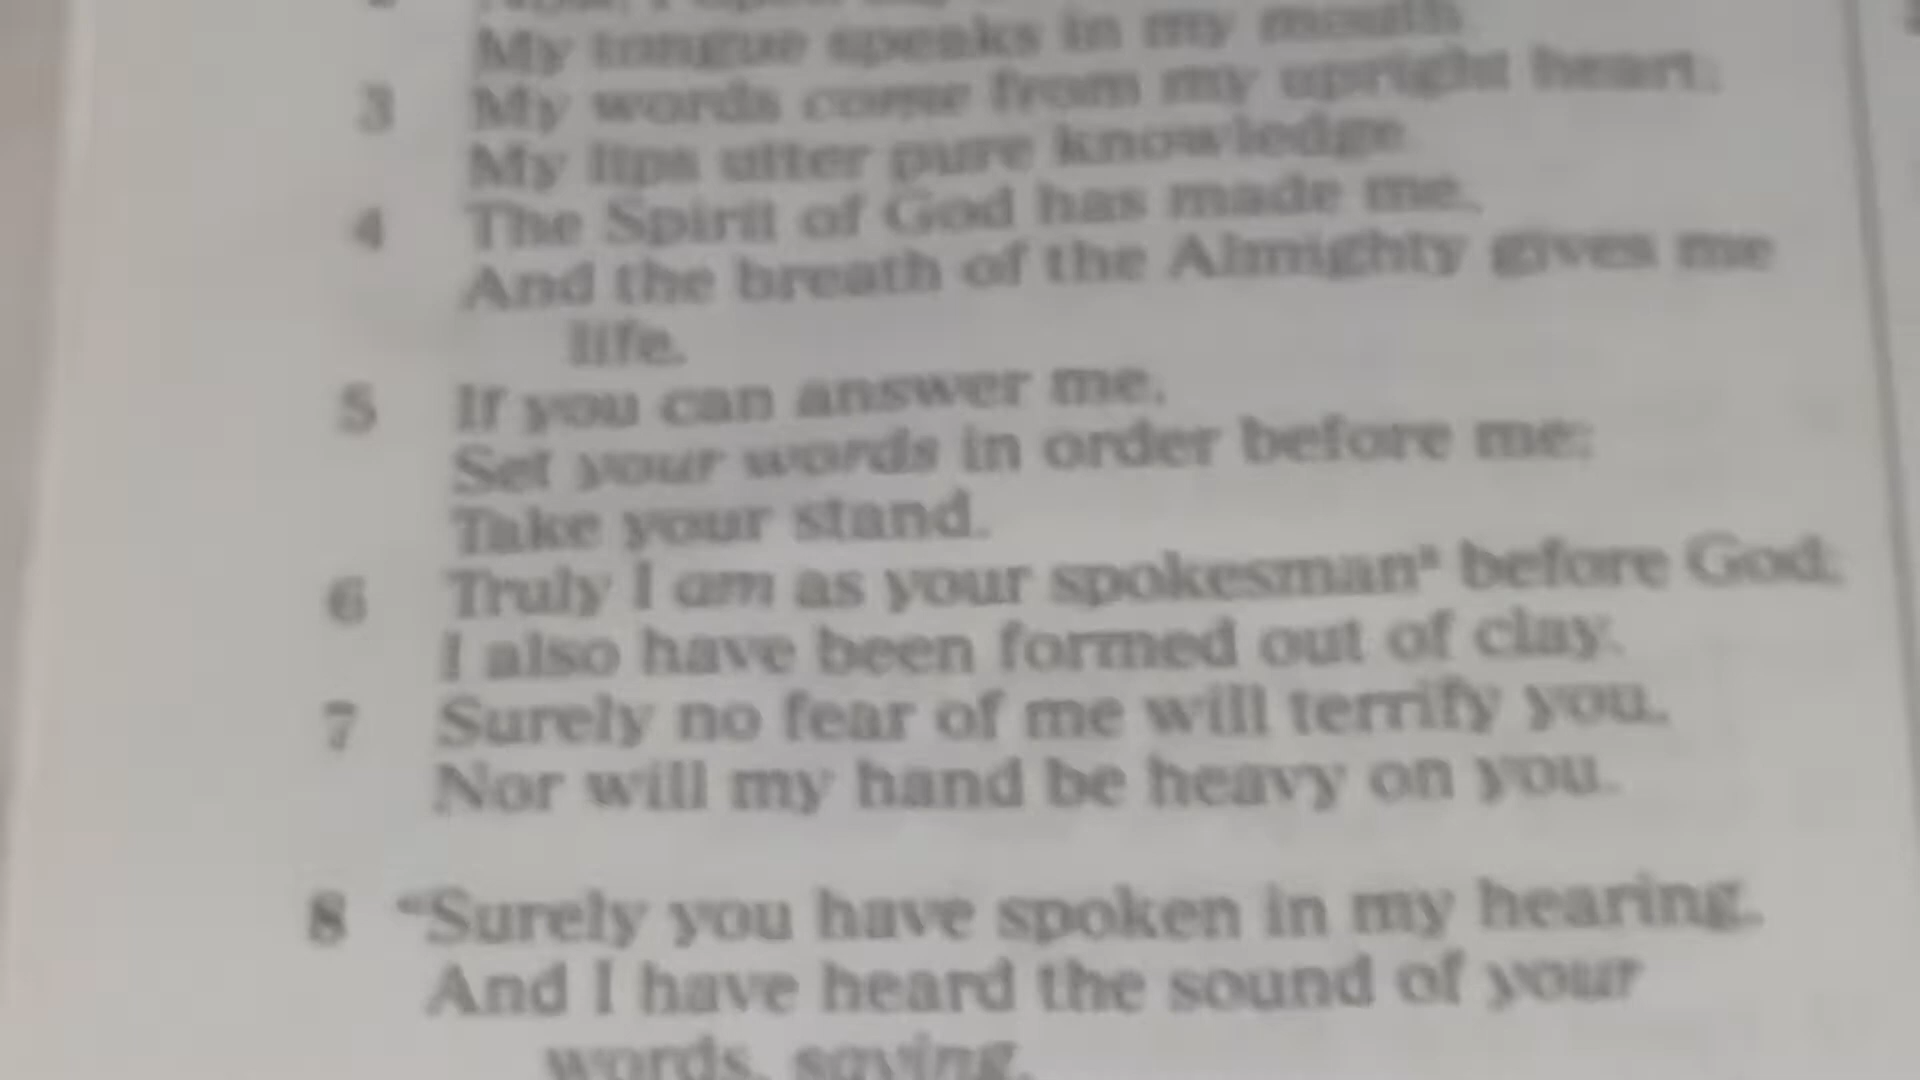 My tongue speaks in my mouth.
3 My words come from my upright heart;
My lips utter pure knowledge.
4 The Spirit of God has made me,
And the breath of the Almighty gives me
life.
5 If you can answer me,
Set your words in order before me;
Take your stand.
6 Truly I am as your spokesman before God;
I also have been formed out of clay.
7 Surely no fear of me will terrify you,
Nor will my hand be heavy on you.
8 “Surely you have spoken in my hearing,
And I have heard the sound of your
words, saying,